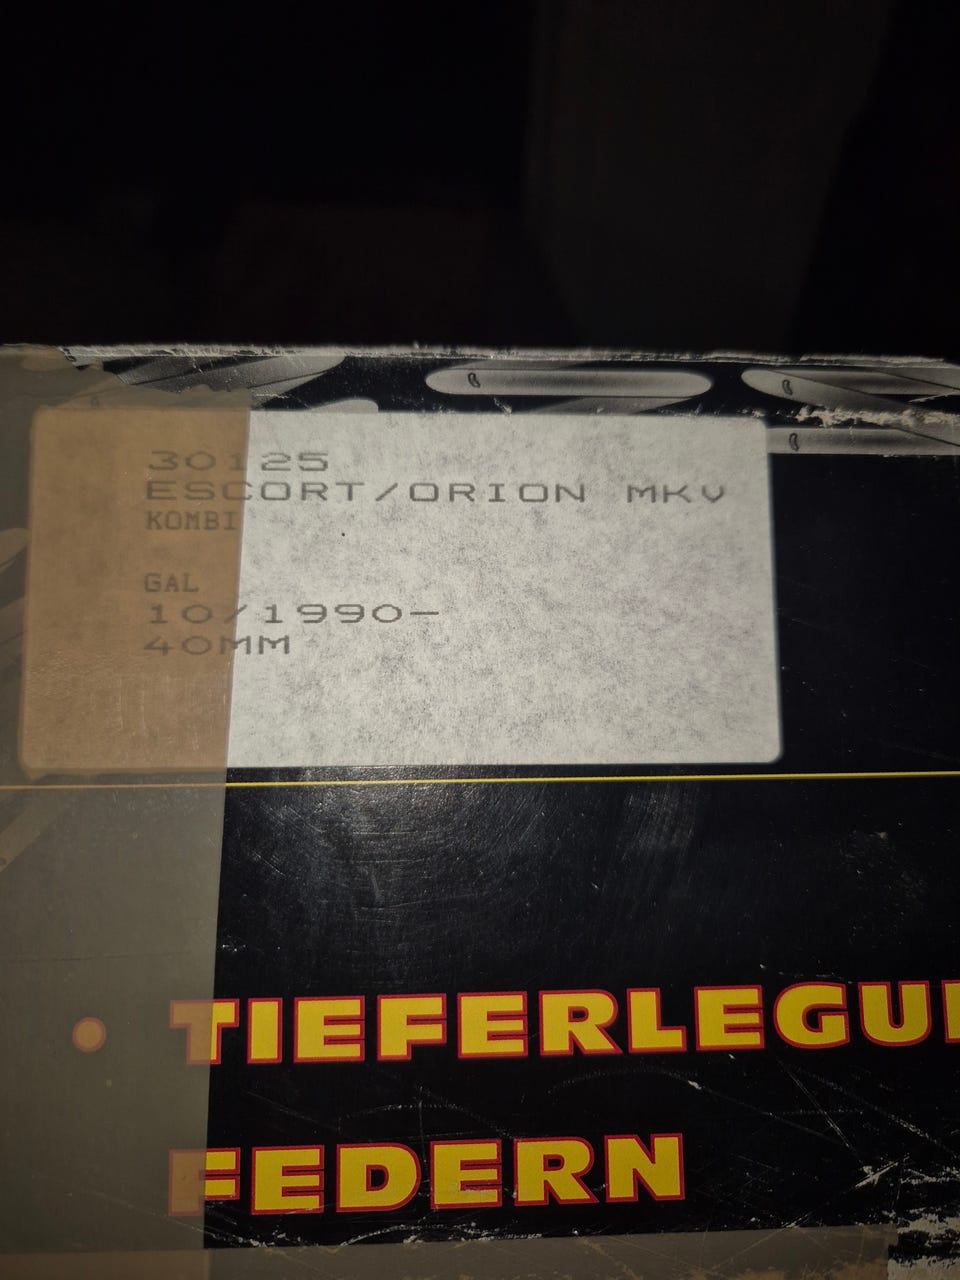 30125
ESCORT/ORION MKV
KOMBI
GAL
10/1990-
40MM
• TIEFERLEGU
FEDERN